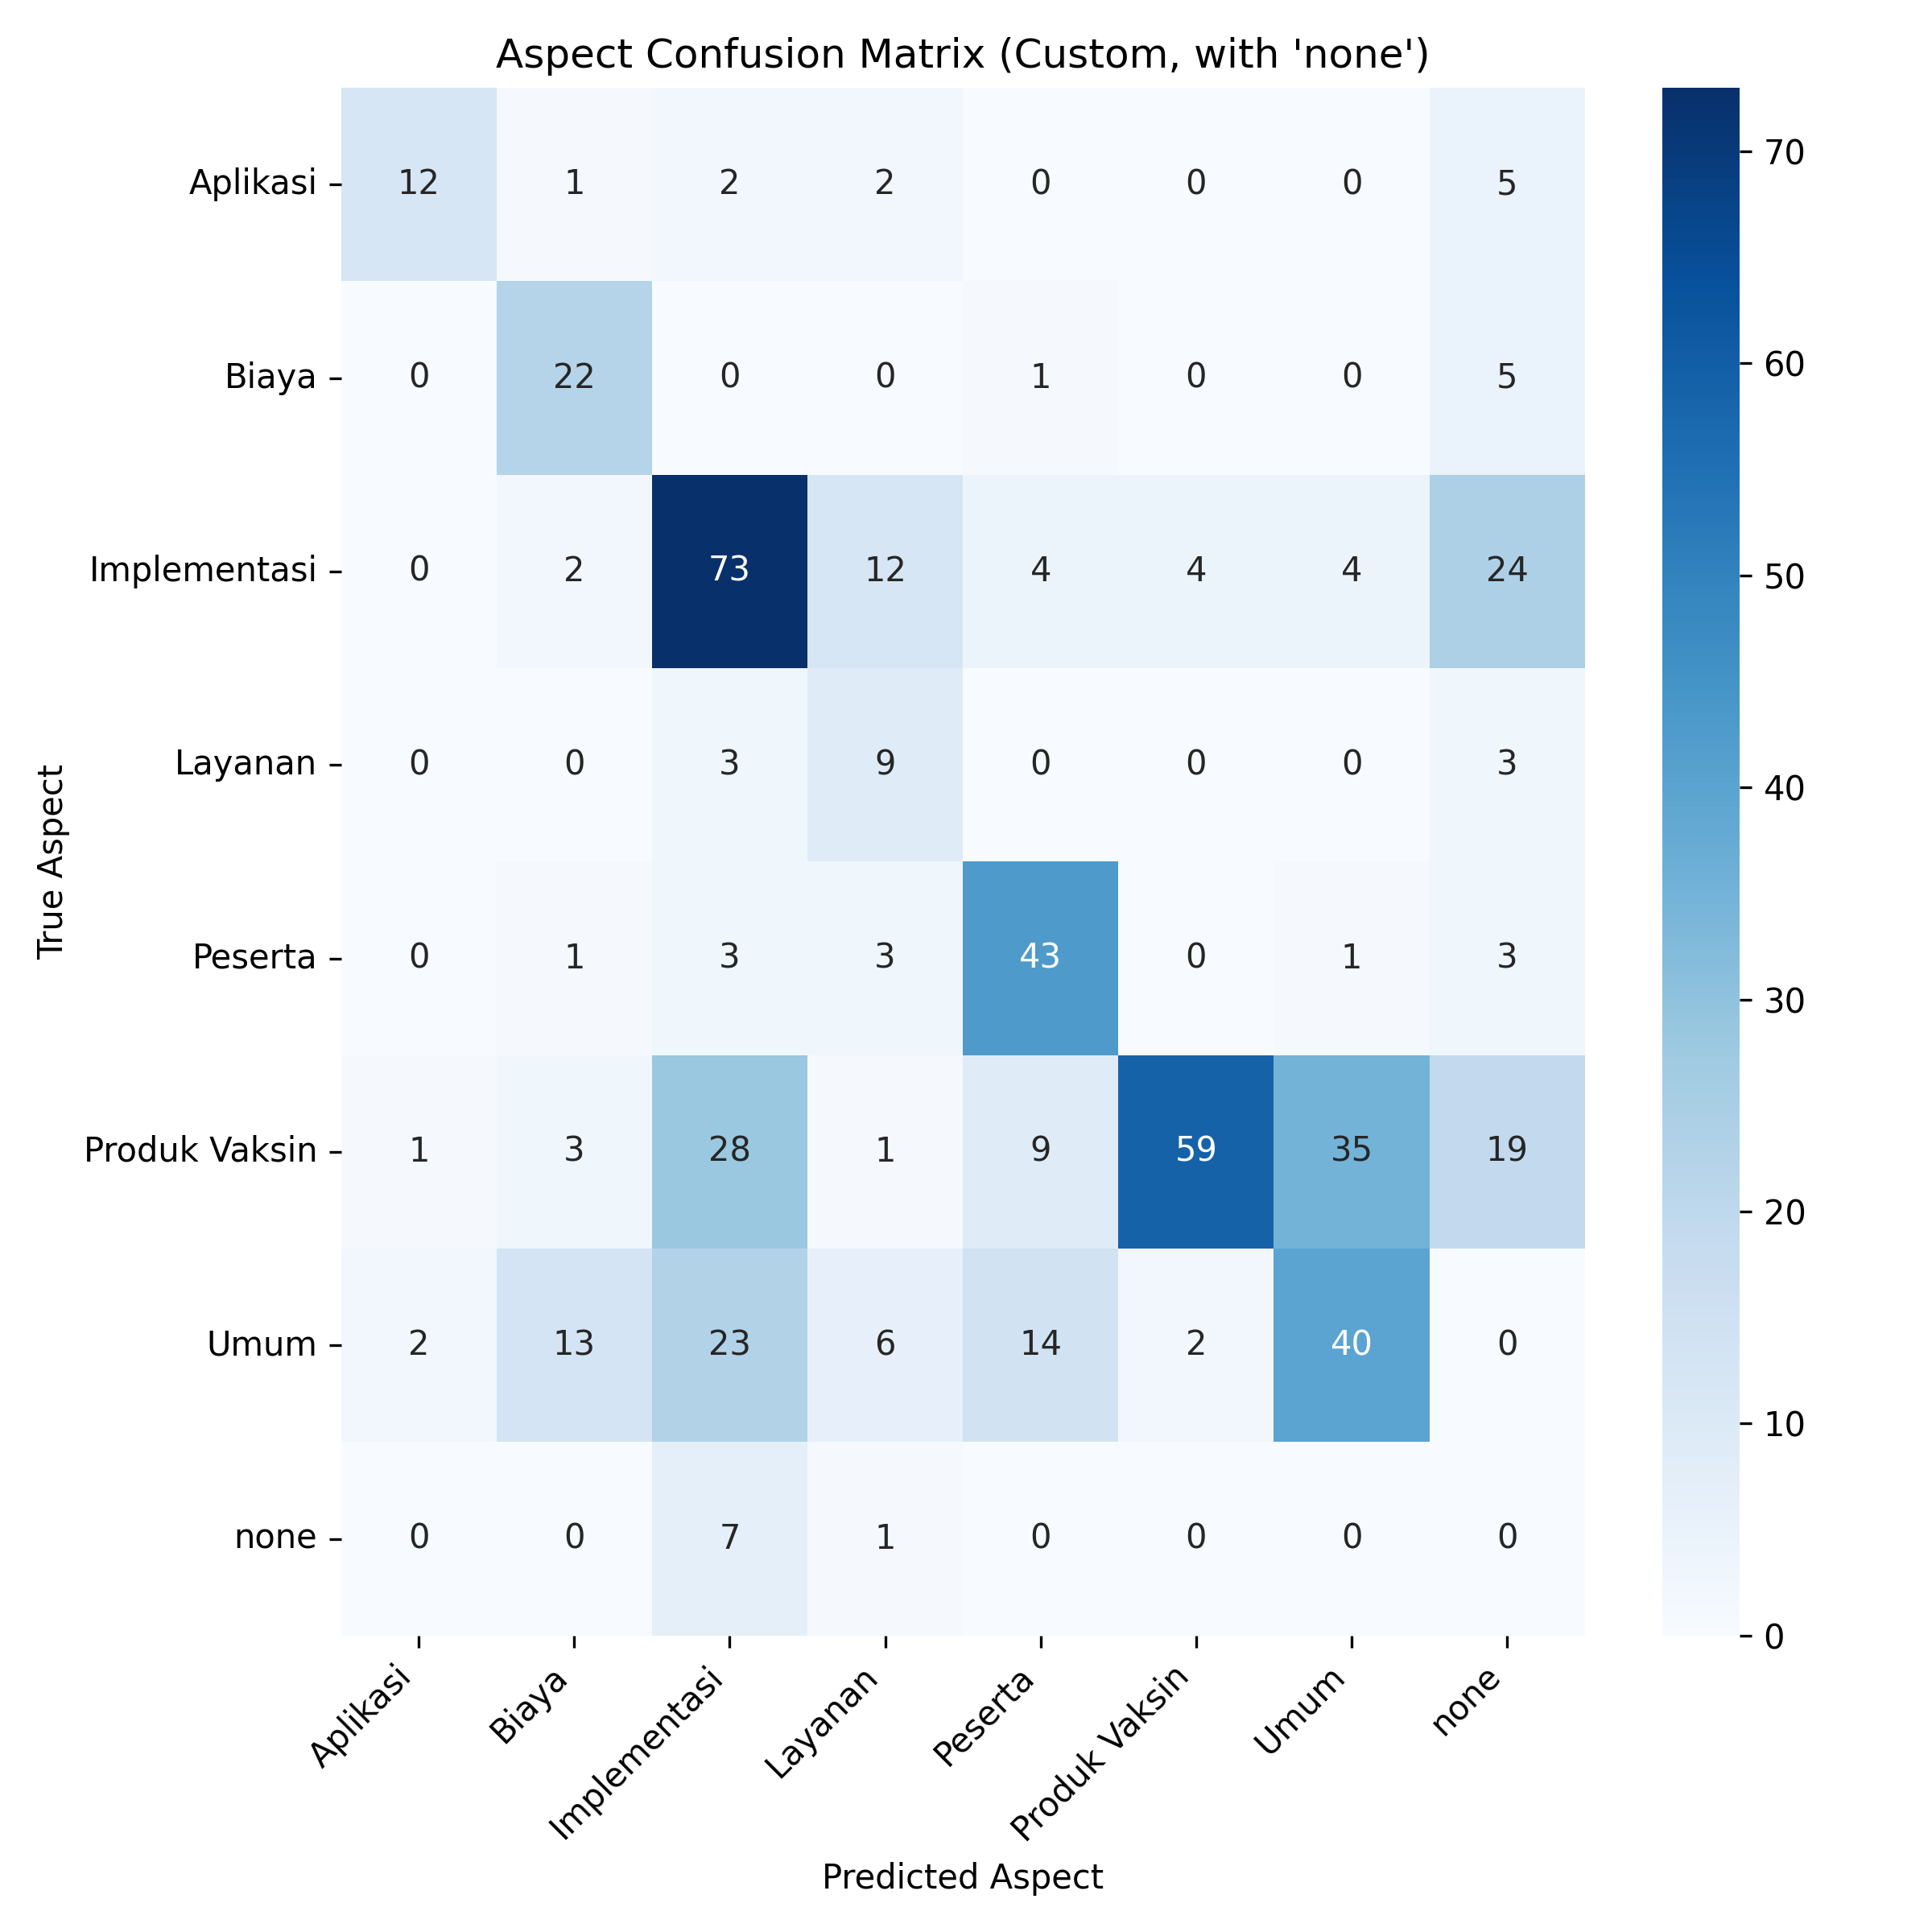 Aspect Confusion Matrix (Custom, with 'none')
True Aspect
Aplikasi 12 1 2 2 0 0 0 5
Biaya 0 22 0 0 1 0 0 5
Implementasi 0 2 73 12 4 4 4 24
Layanan 0 0 3 9 0 0 0 3
Peserta 0 1 3 3 43 0 1 3
Produk Vaksin 1 3 28 1 9 59 35 19
Umum 2 13 23 6 14 2 40 0
none 0 0 7 1 0 0 0 0
Aplikasi Biaya Implementasi Layanan Peserta Produk Vaksin Umum none
Predicted Aspect
70
60
50
40
30
20
10
0